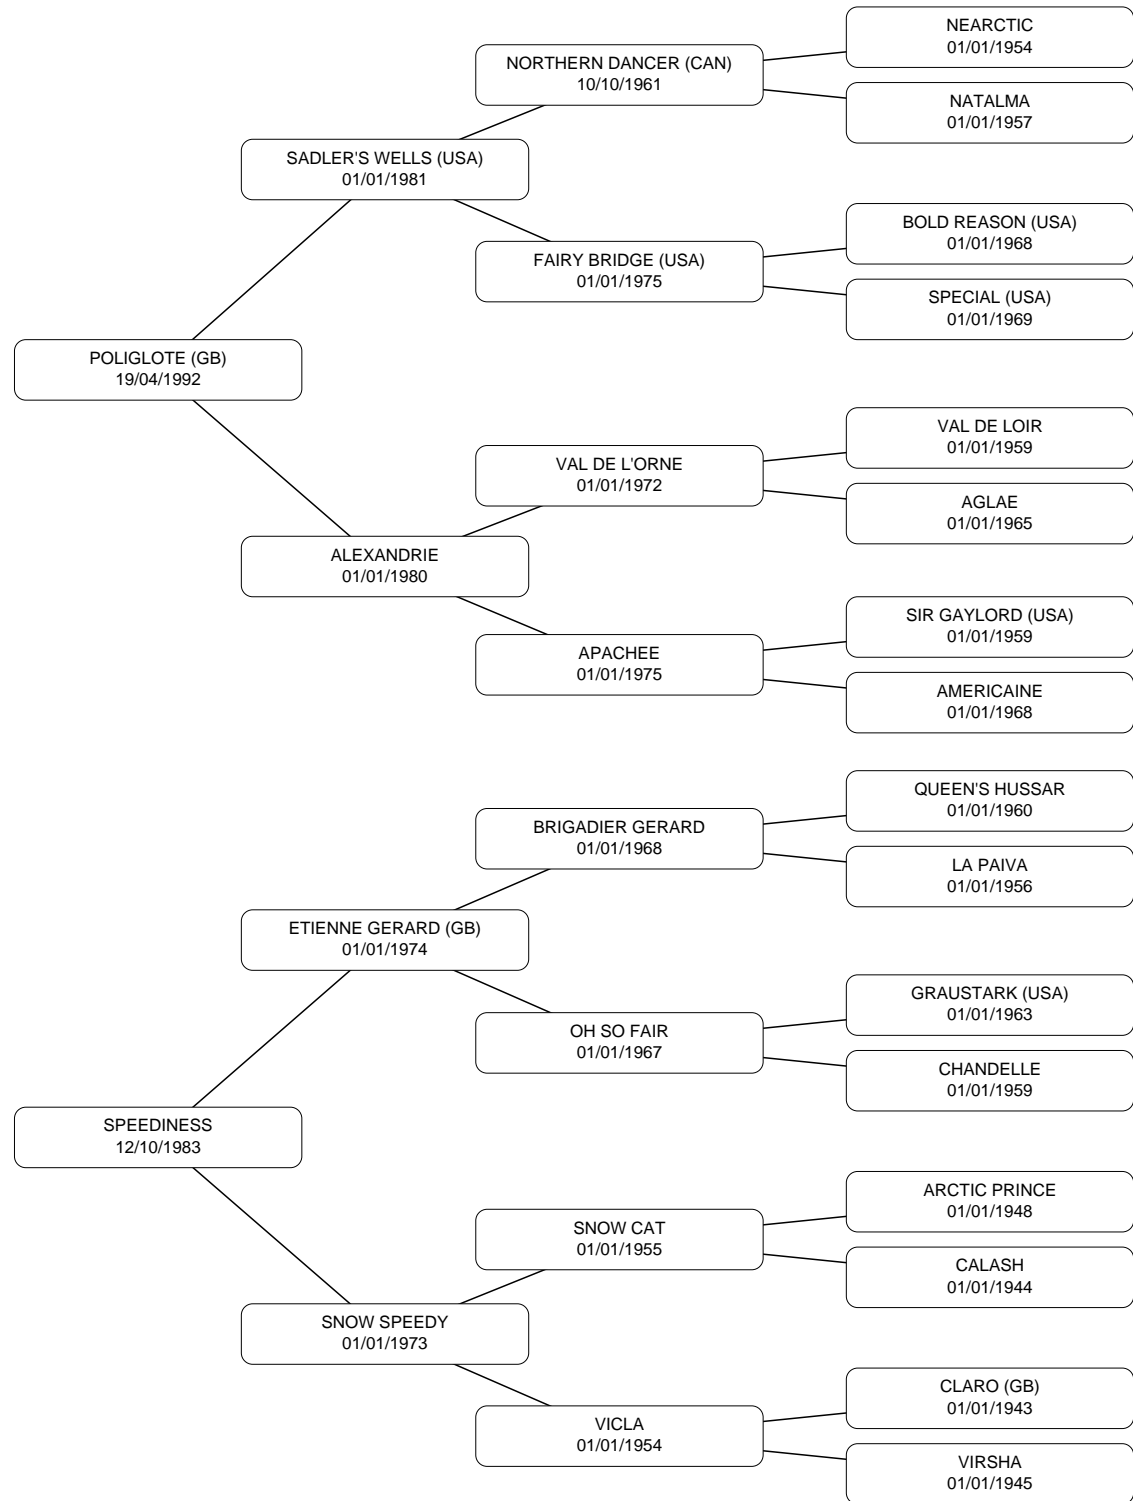 NEARCTIC
01/01/1954
NORTHERN DANCER (CAN)
10/10/1961
NATALMA
01/01/1957
SADLER'S WELLS (USA)
01/01/1981
BOLD REASON (USA)
01/01/1968
FAIRY BRIDGE (USA)
01/01/1975
SPECIAL (USA)
01/01/1969
POLIGLOTE (GB)
19/04/1992
VAL DE LOIR
01/01/1959
VAL DE L'ORNE
01/01/1972
AGLAE
01/01/1965
ALEXANDRIE
01/01/1980
SIR GAYLORD (USA)
01/01/1959
APACHEE
01/01/1975
AMERICAINE
01/01/1968
QUEEN'S HUSSAR
01/01/1960
BRIGADIER GERARD
01/01/1968
LA PAIVA
01/01/1956
ETIENNE GERARD (GB)
01/01/1974
GRAUSTARK (USA)
01/01/1963
OH SO FAIR
01/01/1967
CHANDELLE
01/01/1959
SPEEDINESS
12/10/1983
ARCTIC PRINCE
01/01/1948
SNOW CAT
01/01/1955
CALASH
01/01/1944
SNOW SPEEDY
01/01/1973
CLARO (GB)
01/01/1943
VICLA
01/01/1954
VIRSHA
01/01/1945